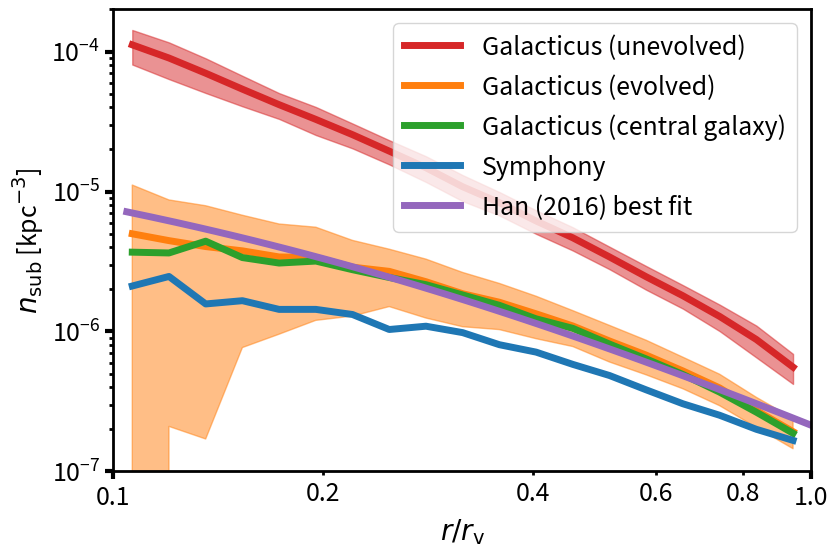 Galacticus (unevolved)
Galacticus (evolved)
Galacticus (central galaxy)
Symphony
Han (2016) best fit
10⁻⁴
10⁻⁵
10⁻⁶
10⁻⁷
n_sub [kpc⁻³]
0.1 0.2 0.4 0.6 0.8 1.0
r/r_v